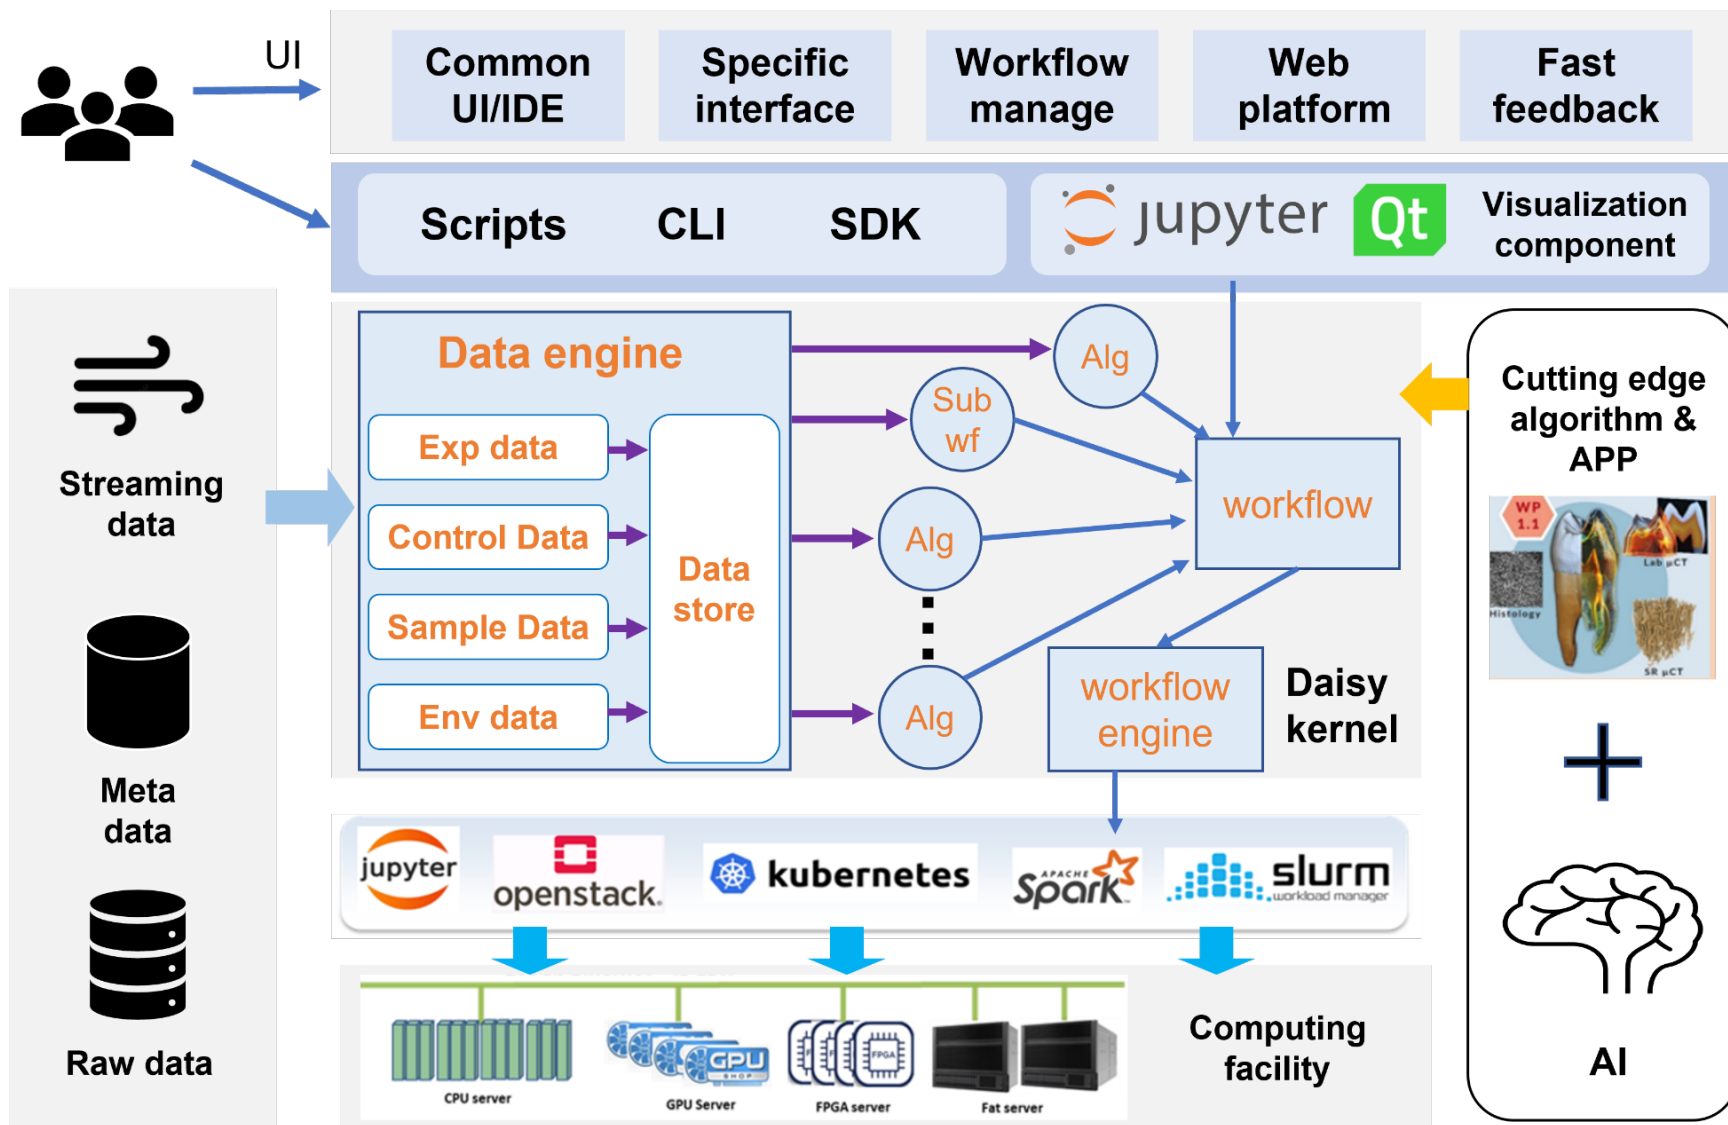 UI
Common
UI/IDE
Specific
interface
Workflow
manage
Web
platform
Fast
feedback
Scripts
CLI
SDK
jupyter
Qt
Visualization
component
Streaming
data
Meta
data
Raw data
Data engine
Exp data
Control Data
Sample Data
Env data
Data
store
Alg
Sub
wf
Alg
Alg
workflow
workflow
engine
Daisy
kernel
Cutting edge
algorithm &
APP
WP
1.1
Lab µCT
Histology
SR µCT
AI
jupyter
openstack.
kubernetes
APACHE
Spark
slurm
workload manager
CPU server
GPU
SHOP
GPU Server
FPGA
FPGA server
Fat server
Computing
facility